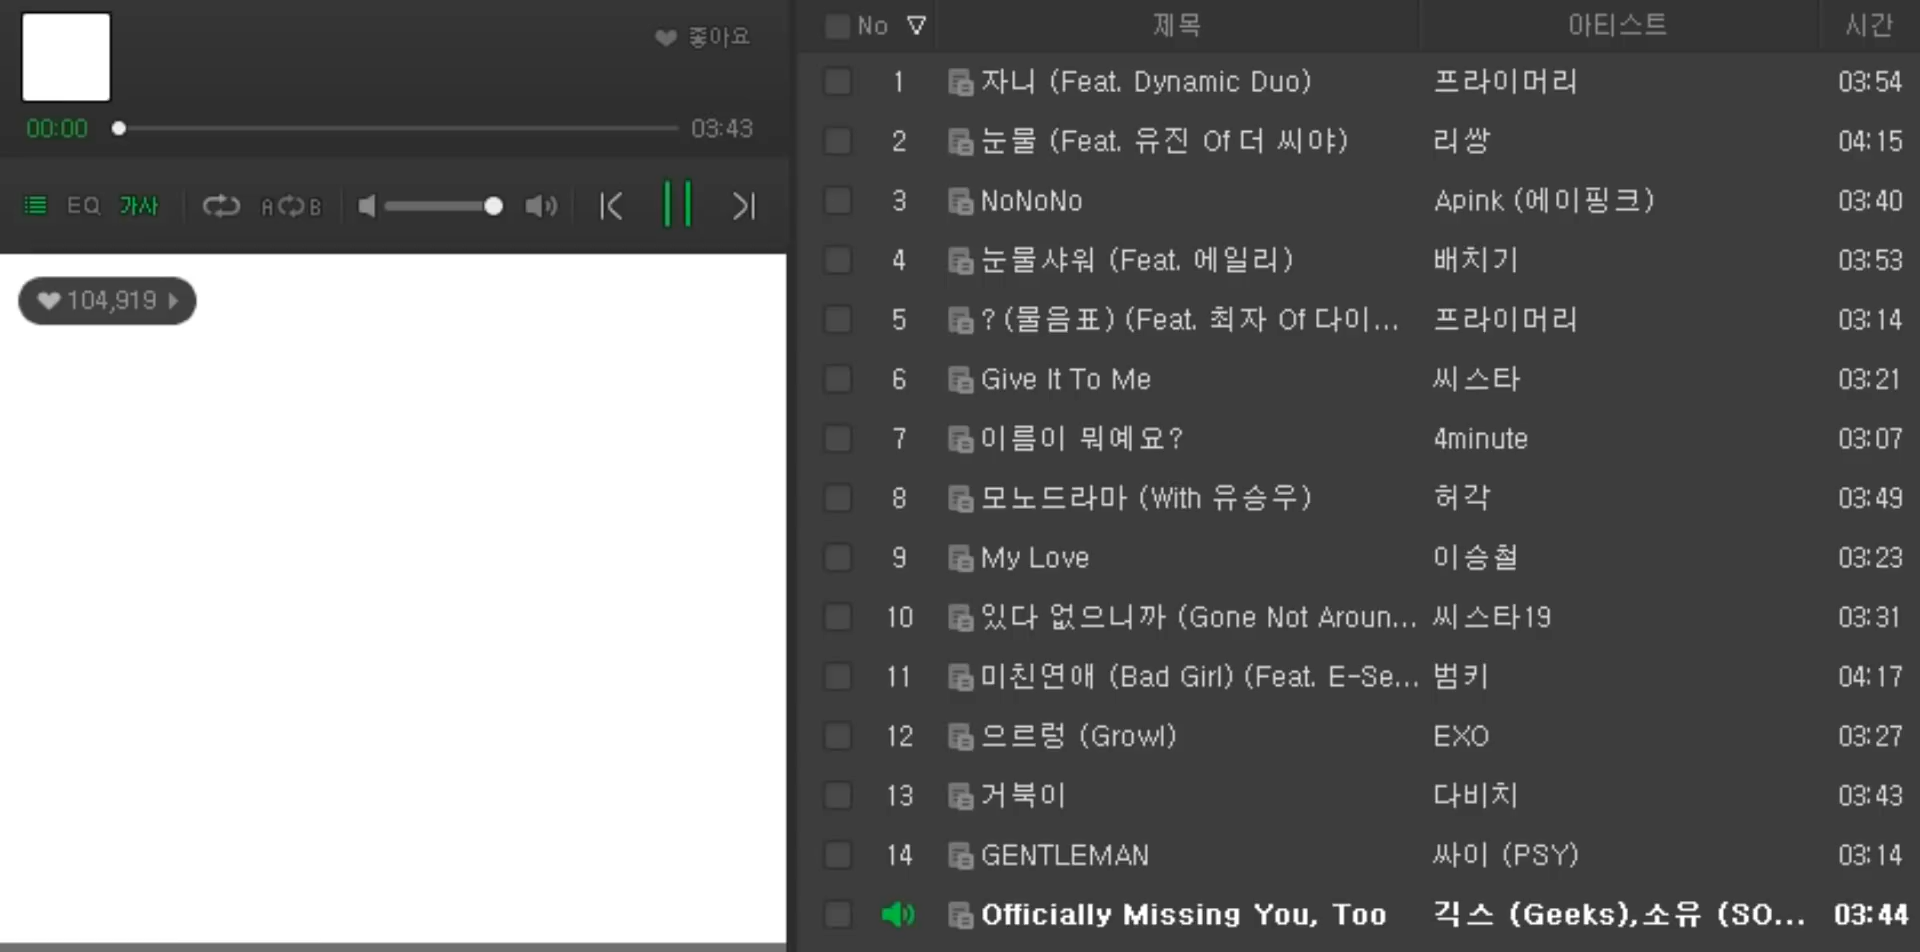 좋아요
00:00 03:43
EQ 가사 A B
104,919
No 제목 아티스트 시간
1 자니 (Feat. Dynamic Duo) 프라이머리 03:54
2 눈물 (Feat. 유진 Of 더 씨야) 리쌍 04:15
3 NoNoNo Apink (에이핑크) 03:40
4 눈물샤워 (Feat. 에일리) 배치기 03:53
5 ? (물음표) (Feat. 최자 Of 다이... 프라이머리 03:14
6 Give It To Me 씨스타 03:21
7 이름이 뭐예요? 4minute 03:07
8 모노드라마 (With 유승우) 허각 03:49
9 My Love 이승철 03:23
10 있다 없으니까 (Gone Not Aroun... 씨스타19 03:31
11 미친연애 (Bad Girl) (Feat. E-Se... 범키 04:17
12 으르렁 (Growl) EXO 03:27
13 거북이 다비치 03:43
14 GENTLEMAN 싸이 (PSY) 03:14
Officially Missing You, Too 긱스 (Geeks),소유 (SO... 03:44